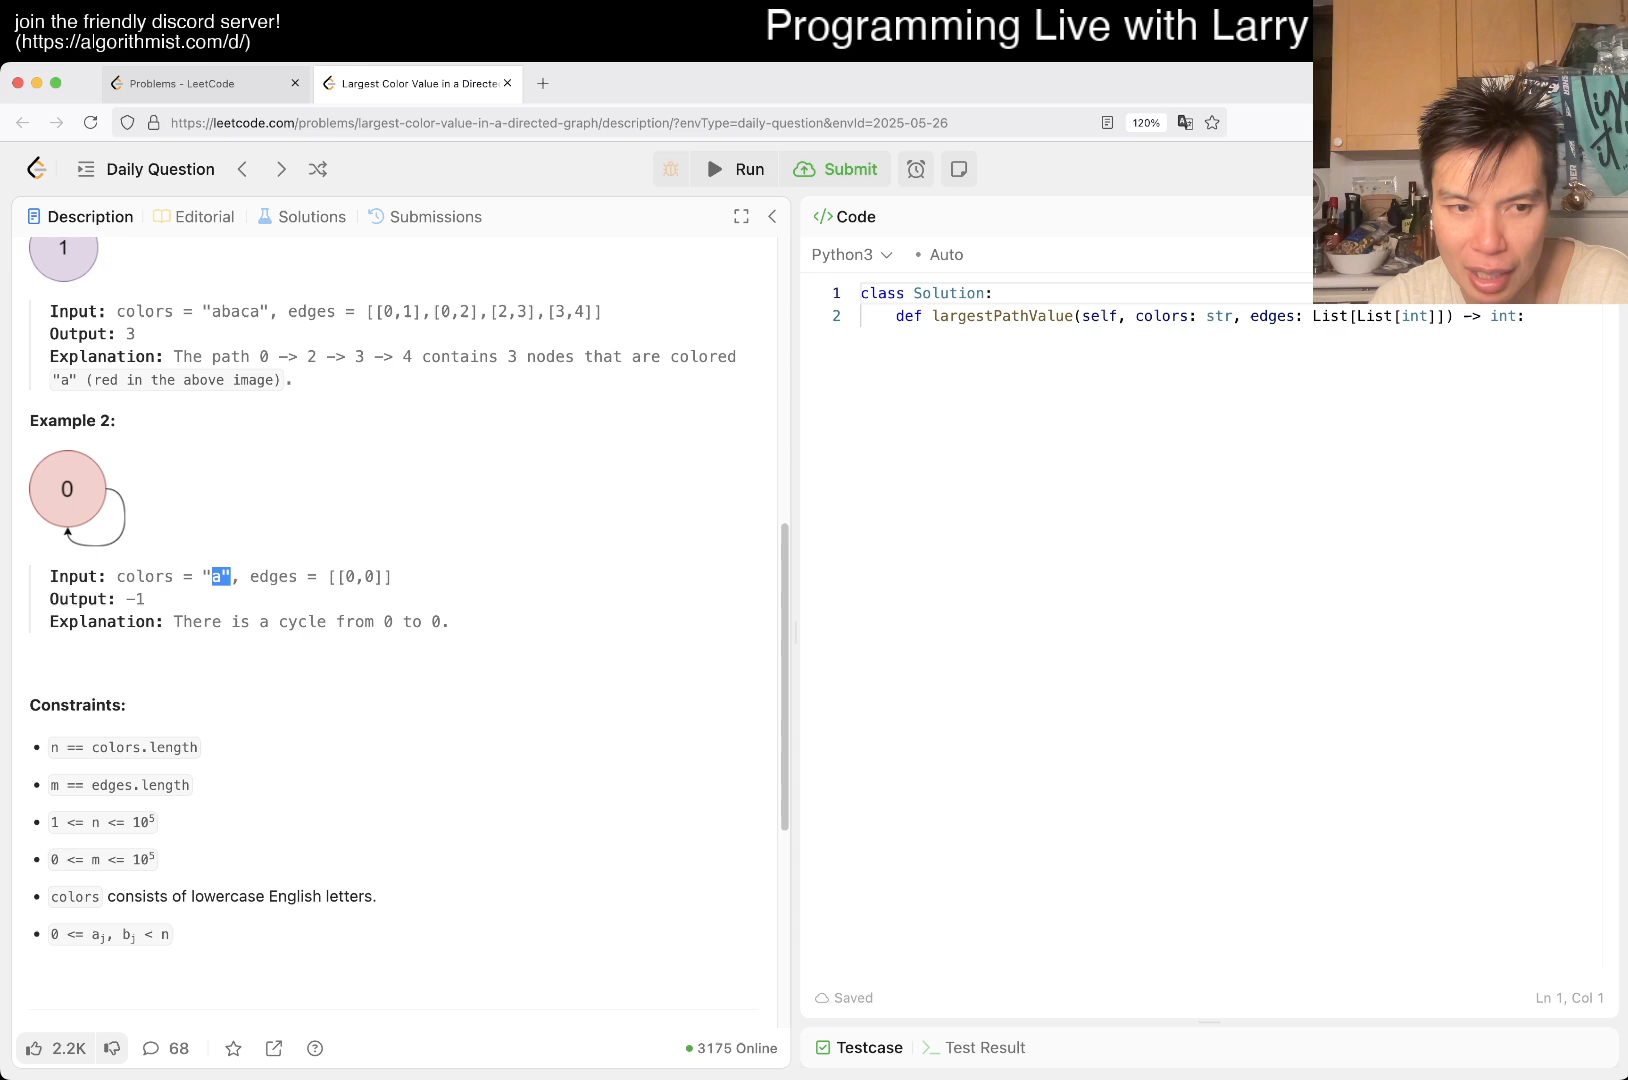 join the friendly discord server!
(https://algorithmist.com/d/)
Programming Live with Larry
Problems - LeetCode
Largest Color Value in a Directe
https://leetcode.com/problems/largest-color-value-in-a-directed-graph/description/?envType=daily-question&envId=2025-05-26
120%
Daily Question
Run
Submit
Description
Editorial
Solutions
Submissions
</> Code
Python3
Auto
1
Input: colors = "abaca", edges = [[0,1],[0,2],[2,3],[3,4]]
Output: 3
Explanation: The path 0 -> 2 -> 3 -> 4 contains 3 nodes that are colored
"a" (red in the above image).
Example 2:
0
Input: colors = "a", edges = [[0,0]]
Output: -1
Explanation: There is a cycle from 0 to 0.
Constraints:
• n == colors.length
• m == edges.length
• 1 <= n <= 10⁵
• 0 <= m <= 10⁵
• colors consists of lowercase English letters.
• 0 <= aⱼ, bⱼ < n
2.2K
68
3175 Online
1 class Solution:
2 def largestPathValue(self, colors: str, edges: List[List[int]]) -> int:
Saved
Ln 1, Col 1
Testcase
Test Result